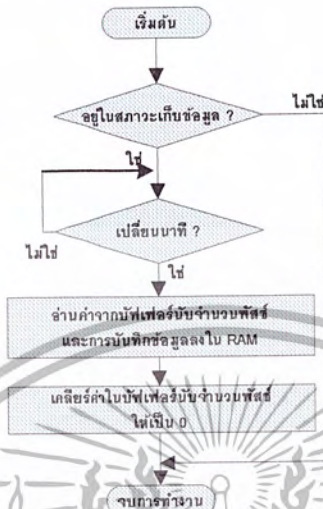 เริ่มต้น
อยู่ในสภาวะเก็บข้อมูล ?
ไม่ใช่
ใช่
เปลี่ยนนาที ?
ไม่ใช่
ใช่
อ่านค่าจากบัฟเฟอร์นับจำนวนพัลซ์
และการบันทึกข้อมูลลงใน RAM
เคลียร์ค่าในบัฟเฟอร์นับจำนวนพัลซ์
ให้เป็น 0
จบการทำงาน